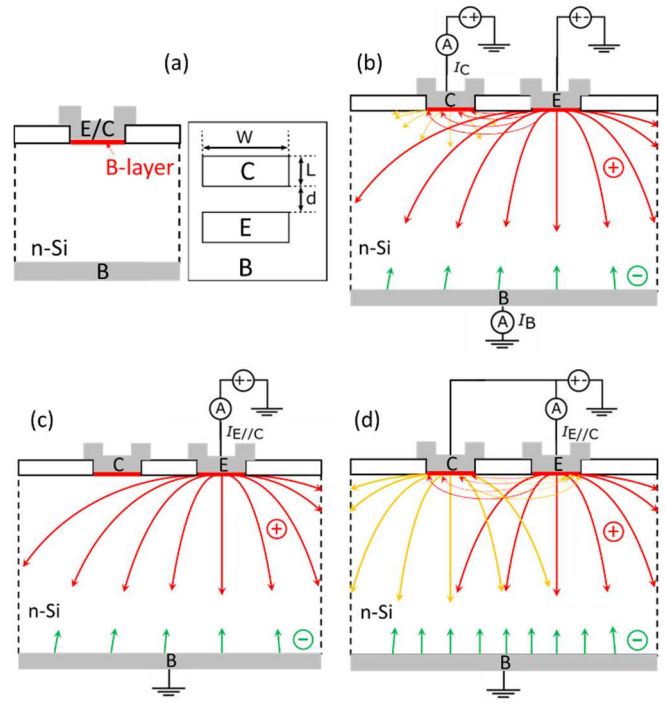 (a)
E/C
B-layer
n-Si
B
W
C
L
d
E
B
(b)
- +
A
I_C
+ -
C
E
+
n-Si
−
B
A I_B
(c)
+ -
A
I_E//C
C
E
+
n-Si
−
B
(d)
+ -
A
I_E//C
C
E
+
n-Si
−
B